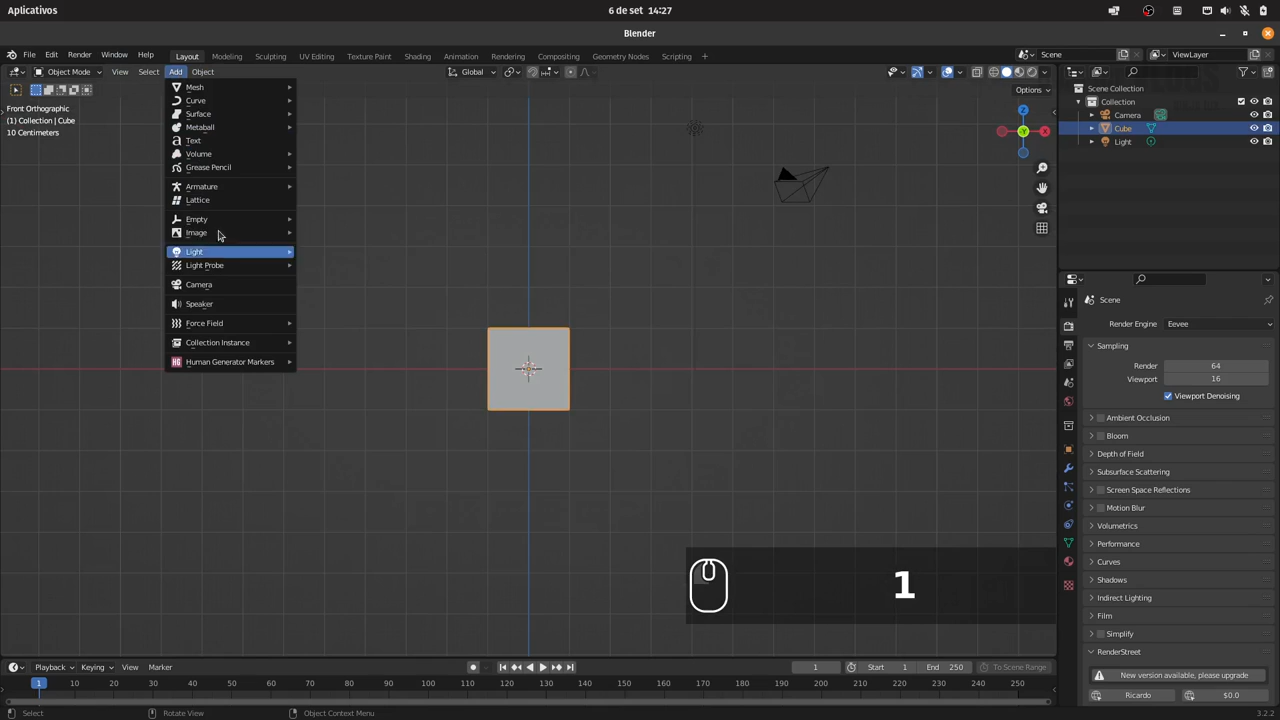 Aplicativos
6 de set 14:27
Blender
File Edit Render Window Help
Layout Modeling Sculpting UV Editing Texture Paint Shading Animation Rendering Compositing Geometry Nodes Scripting +
Scene
ViewLayer
Object Mode View Select Add Object
Global
Options
Front Orthographic
(1) Collection | Cube
10 Centimeters
Mesh
Curve
Surface
Metaball
Text
Volume
Grease Pencil
Armature
Lattice
Empty
Image
Light
Light Probe
Camera
Speaker
Force Field
Collection Instance
HG Human Generator Markers
Z
Y
X
Scene Collection
Collection
Camera
Cube
Light
Scene
Render Engine Eevee
Sampling
Render 64
Viewport 16
Viewport Denoising
Ambient Occlusion
Bloom
Depth of Field
Subsurface Scattering
Screen Space Reflections
Motion Blur
Volumetrics
Performance
Curves
Shadows
Indirect Lighting
Film
Simplify
RenderStreet
New version available, please upgrade
Ricardo $0.0
1
Playback Keying View Marker
1 Start 1 End 250 To Scene Range
1 10 20 30 40 50 60 70 80 90 100 110 120 130 140 150 160 170 180 190 200 210 220 230 240 250
Select Rotate View Object Context Menu 3.2.2